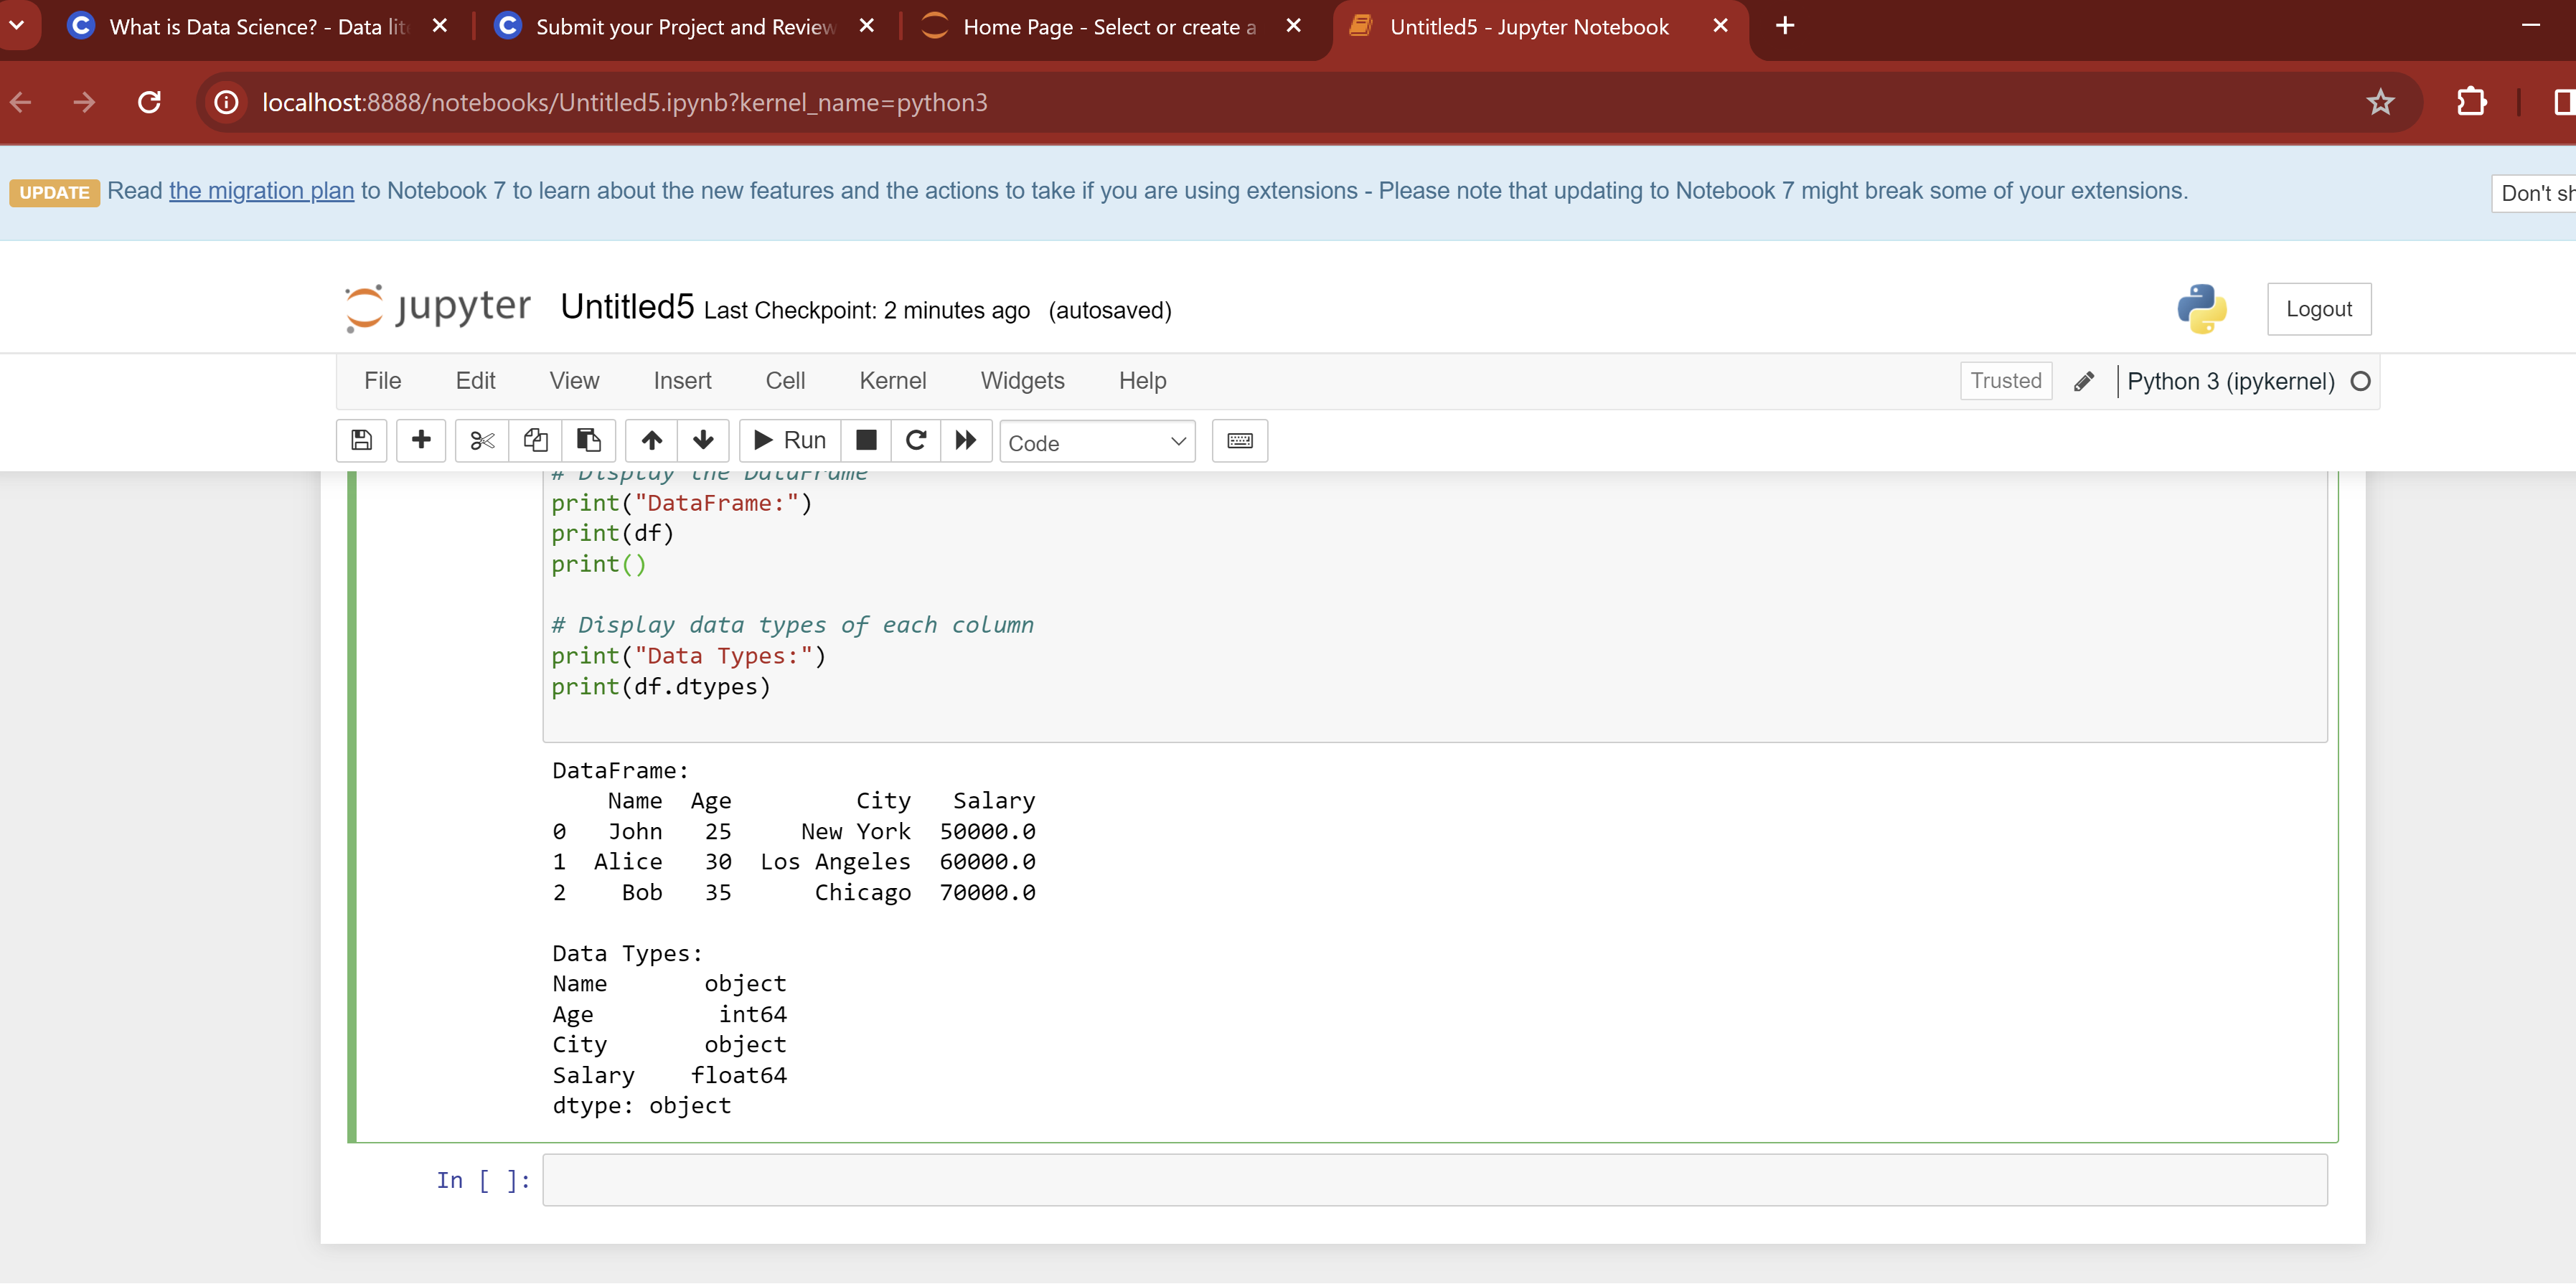 What is Data Science? - Data lit
Submit your Project and Review
Home Page - Select or create a
Untitled5 - Jupyter Notebook
localhost:8888/notebooks/Untitled5.ipynb?kernel_name=python3
UPDATE Read the migration plan to Notebook 7 to learn about the new features and the actions to take if you are using extensions - Please note that updating to Notebook 7 might break some of your extensions.
Don't sh
jupyter Untitled5 Last Checkpoint: 2 minutes ago (autosaved)
Logout
File Edit View Insert Cell Kernel Widgets Help
Trusted Python 3 (ipykernel)
Run Code
# Display the DataFrame
print("DataFrame:")
print(df)
print()
# Display data types of each column
print("Data Types:")
print(df.dtypes)
DataFrame:
    Name  Age         City   Salary
0   John   25     New York  50000.0
1  Alice   30  Los Angeles  60000.0
2    Bob   35      Chicago  70000.0
Data Types:
Name       object
Age         int64
City       object
Salary    float64
dtype: object
In [ ]: